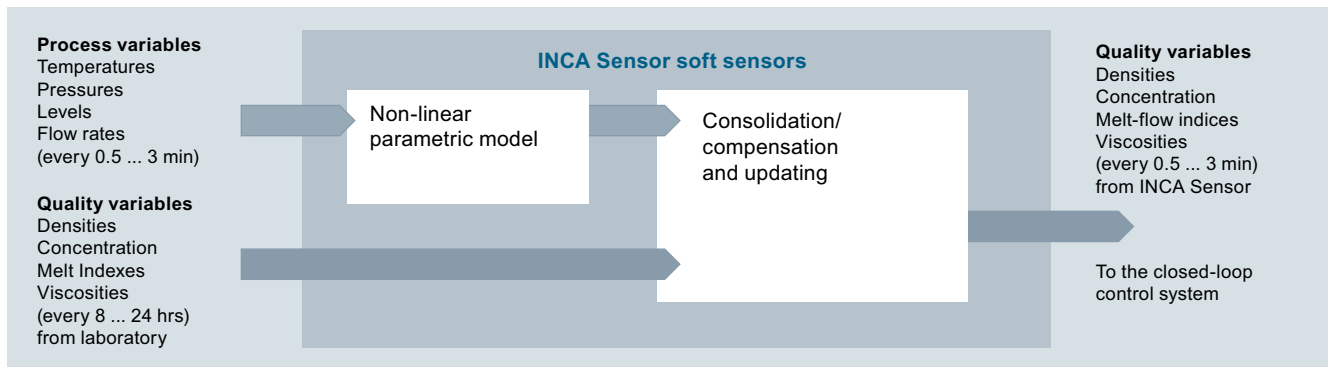 Process variables
Temperatures
Pressures
Levels
Flow rates
(every 0.5 ... 3 min)
Quality variables
Densities
Concentration
Melt Indexes
Viscosities
(every 8 ... 24 hrs)
from laboratory
INCA Sensor soft sensors
Non-linear
parametric model
Consolidation/
compensation
and updating
Quality variables
Densities
Concentration
Melt-flow indices
Viscosities
(every 0.5 ... 3 min)
from INCA Sensor
To the closed-loop
control system